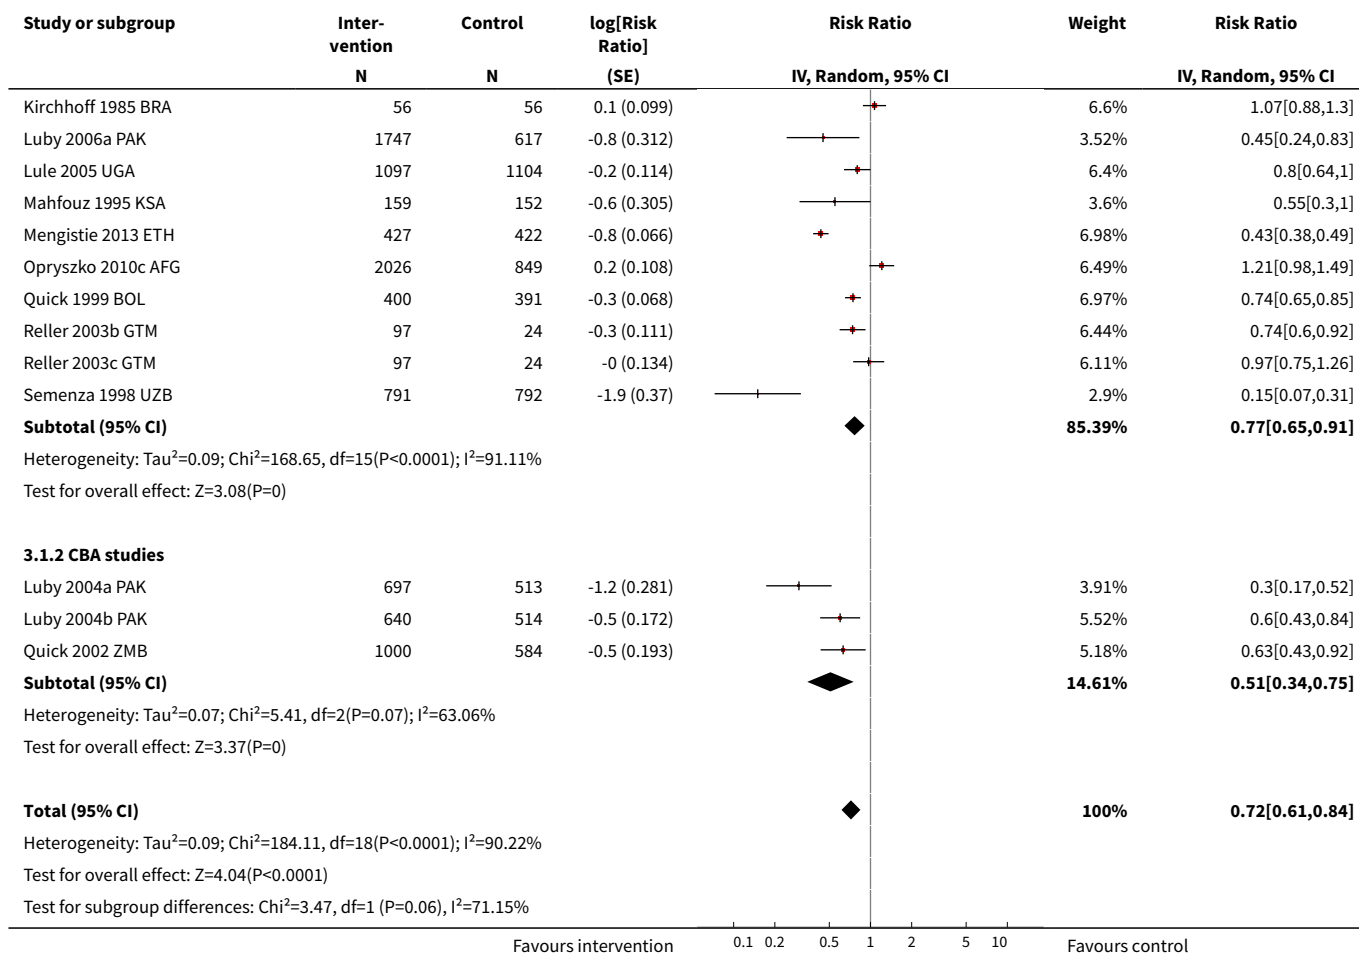 Study or subgroup Inter- Control log[Risk Risk Ratio Weight Risk Ratio
vention Ratio]
N N (SE) IV, Random, 95% CI IV, Random, 95% CI
Kirchhoff 1985 BRA 56 56 0.1 (0.099) 6.6% 1.07[0.88,1.3]
Luby 2006a PAK 1747 617 -0.8 (0.312) 3.52% 0.45[0.24,0.83]
Lule 2005 UGA 1097 1104 -0.2 (0.114) 6.4% 0.8[0.64,1]
Mahfouz 1995 KSA 159 152 -0.6 (0.305) 3.6% 0.55[0.3,1]
Mengistie 2013 ETH 427 422 -0.8 (0.066) 6.98% 0.43[0.38,0.49]
Opryszko 2010c AFG 2026 849 0.2 (0.108) 6.49% 1.21[0.98,1.49]
Quick 1999 BOL 400 391 -0.3 (0.068) 6.97% 0.74[0.65,0.85]
Reller 2003b GTM 97 24 -0.3 (0.111) 6.44% 0.74[0.6,0.92]
Reller 2003c GTM 97 24 -0 (0.134) 6.11% 0.97[0.75,1.26]
Semenza 1998 UZB 791 792 -1.9 (0.37) 2.9% 0.15[0.07,0.31]
Subtotal (95% CI) 85.39% 0.77[0.65,0.91]
Heterogeneity: Tau²=0.09; Chi²=168.65, df=15(P<0.0001); I²=91.11%
Test for overall effect: Z=3.08(P=0)
3.1.2 CBA studies
Luby 2004a PAK 697 513 -1.2 (0.281) 3.91% 0.3[0.17,0.52]
Luby 2004b PAK 640 514 -0.5 (0.172) 5.52% 0.6[0.43,0.84]
Quick 2002 ZMB 1000 584 -0.5 (0.193) 5.18% 0.63[0.43,0.92]
Subtotal (95% CI) 14.61% 0.51[0.34,0.75]
Heterogeneity: Tau²=0.07; Chi²=5.41, df=2(P=0.07); I²=63.06%
Test for overall effect: Z=3.37(P=0)
Total (95% CI) 100% 0.72[0.61,0.84]
Heterogeneity: Tau²=0.09; Chi²=184.11, df=18(P<0.0001); I²=90.22%
Test for overall effect: Z=4.04(P<0.0001)
Test for subgroup differences: Chi²=3.47, df=1 (P=0.06), I²=71.15%
Favours intervention 0.1 0.2 0.5 1 2 5 10 Favours control